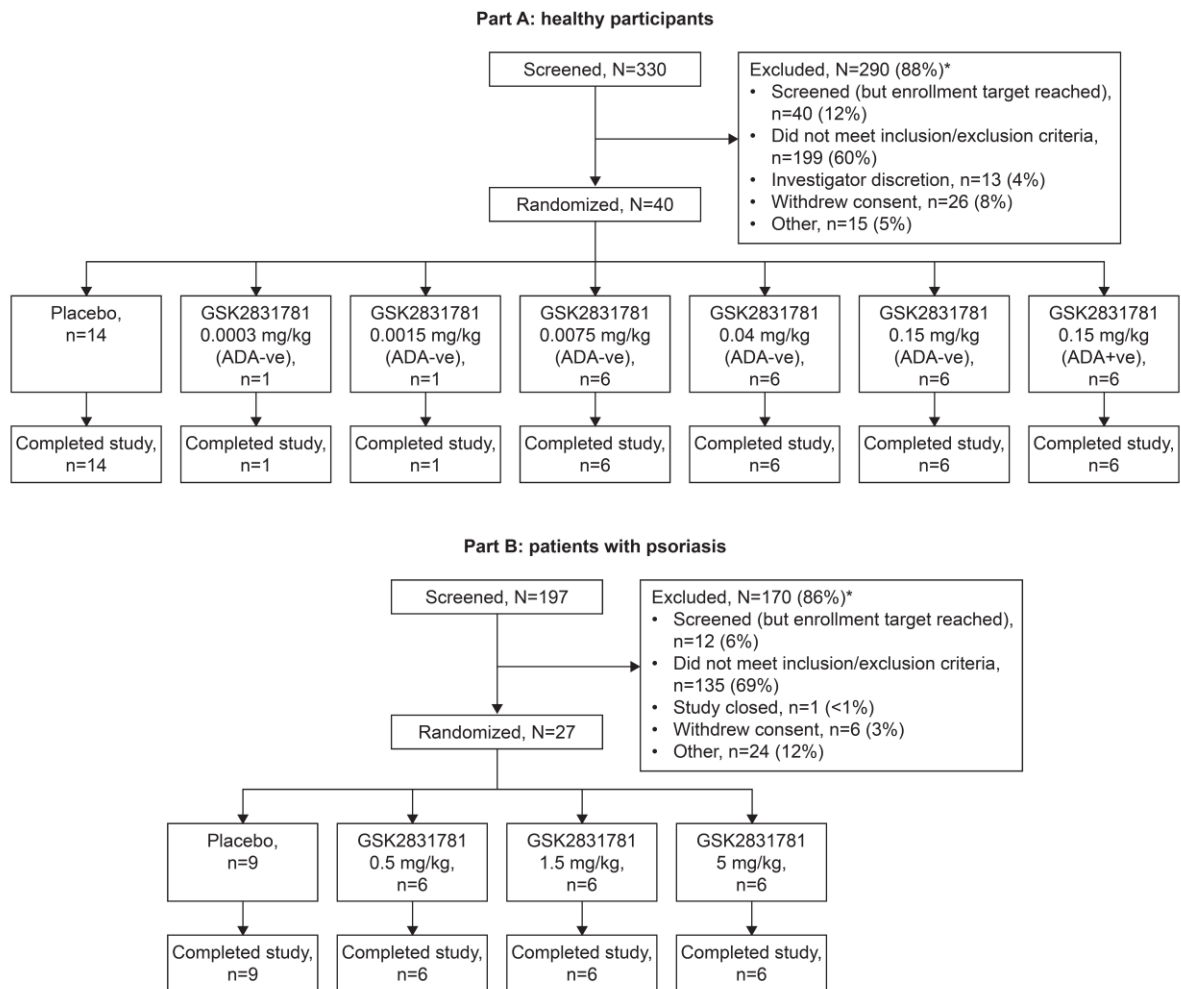 Part A: healthy participants
Screened, N=330
Excluded, N=290 (88%)*
• Screened (but enrollment target reached),
n=40 (12%)
• Did not meet inclusion/exclusion criteria,
n=199 (60%)
• Investigator discretion, n=13 (4%)
• Withdrew consent, n=26 (8%)
• Other, n=15 (5%)
Randomized, N=40
Placebo,
n=14
GSK2831781
0.0003 mg/kg
(ADA-ve),
n=1
GSK2831781
0.0015 mg/kg
(ADA-ve),
n=1
GSK2831781
0.0075 mg/kg
(ADA-ve),
n=6
GSK2831781
0.04 mg/kg
(ADA-ve),
n=6
GSK2831781
0.15 mg/kg
(ADA-ve),
n=6
GSK2831781
0.15 mg/kg
(ADA+ve),
n=6
Completed study,
n=14
Completed study,
n=1
Completed study,
n=1
Completed study,
n=6
Completed study,
n=6
Completed study,
n=6
Completed study,
n=6
Part B: patients with psoriasis
Screened, N=197
Excluded, N=170 (86%)*
• Screened (but enrollment target reached),
n=12 (6%)
• Did not meet inclusion/exclusion criteria,
n=135 (69%)
• Study closed, n=1 (<1%)
• Withdrew consent, n=6 (3%)
• Other, n=24 (12%)
Randomized, N=27
Placebo,
n=9
GSK2831781
0.5 mg/kg,
n=6
GSK2831781
1.5 mg/kg,
n=6
GSK2831781
5 mg/kg,
n=6
Completed study,
n=9
Completed study,
n=6
Completed study,
n=6
Completed study,
n=6